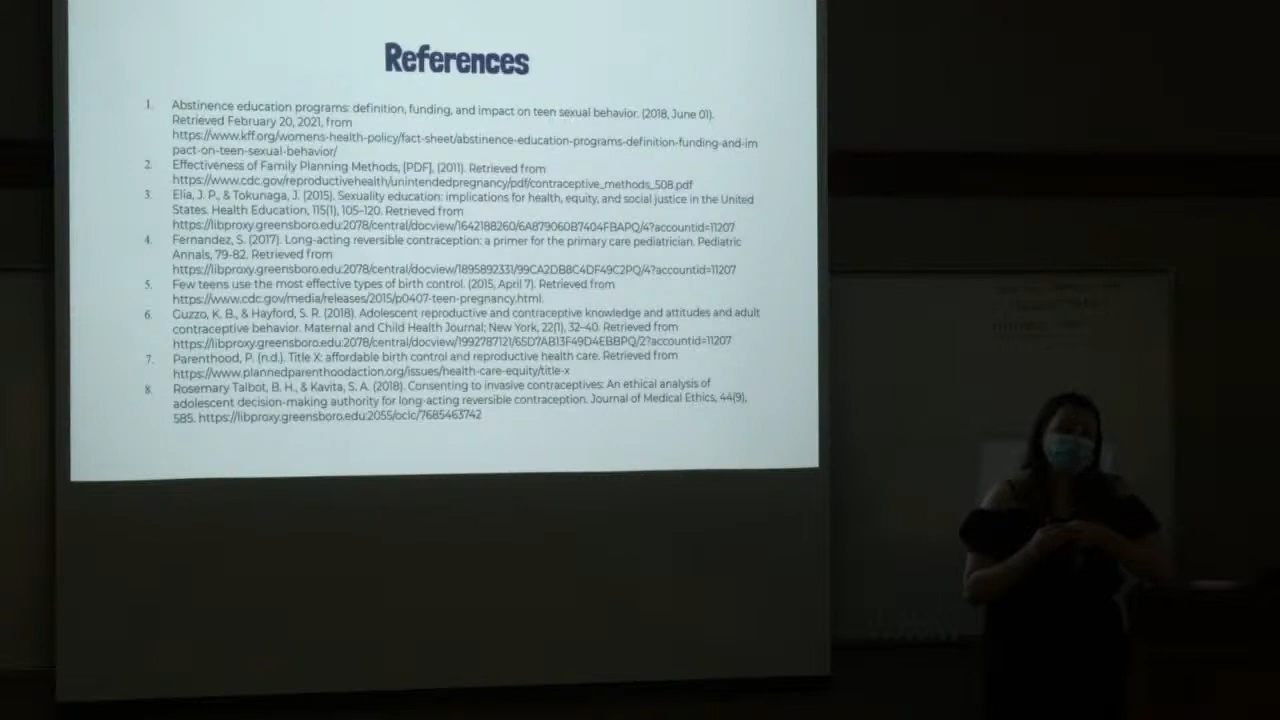 References
1. Abstinence education programs: definition, funding, and impact on teen sexual behavior. (2018, June 01).
Retrieved February 20, 2021, from
https://www.kff.org/womens-health-policy/fact-sheet/abstinence-education-programs-definition-funding-and-im
pact-on-teen-sexual-behavior/
2. Effectiveness of Family Planning Methods, [PDF]. (2011). Retrieved from
https://www.cdc.gov/reproductivehealth/unintendedpregnancy/pdf/contraceptive_methods_508.pdf
3. Elia, J. P., & Tokunaga, J. (2015). Sexuality education: implications for health, equity, and social justice in the United
States. Health Education, 115(1), 105-120. Retrieved from
https://libproxy.greensboro.edu:2078/central/docview/1642188260/6A879060B7404FBAPQ/4?accountid=11207
4. Fernandez, S. (2017). Long-acting reversible contraception: a primer for the primary care pediatrician. Pediatric
Annals, 79-82. Retrieved from
https://libproxy.greensboro.edu:2078/central/docview/1895892331/99CA2DB8C4DF49C2PQ/4?accountid=11207
5. Few teens use the most effective types of birth control. (2015, April 7). Retrieved from
https://www.cdc.gov/media/releases/2015/p0407-teen-pregnancy.html.
6. Guzzo, K. B., & Hayford, S. R. (2018). Adolescent reproductive and contraceptive knowledge and attitudes and adult
contraceptive behavior. Maternal and Child Health Journal; New York, 22(1), 32-40. Retrieved from
https://libproxy.greensboro.edu:2078/central/docview/1992787121/65D7AB13F49D4EBBPQ/2?accountid=11207
7. Parenthood, P. (n.d.). Title X: affordable birth control and reproductive health care. Retrieved from
https://www.plannedparenthoodaction.org/issues/health-care-equity/title-x
8. Rosemary Talbot, B. H., & Kavita, S. A. (2018). Consenting to invasive contraceptives: An ethical analysis of
adolescent decision-making authority for long-acting reversible contraception. Journal of Medical Ethics, 44(9),
585. https://libproxy.greensboro.edu:2055/oclc/7685463742